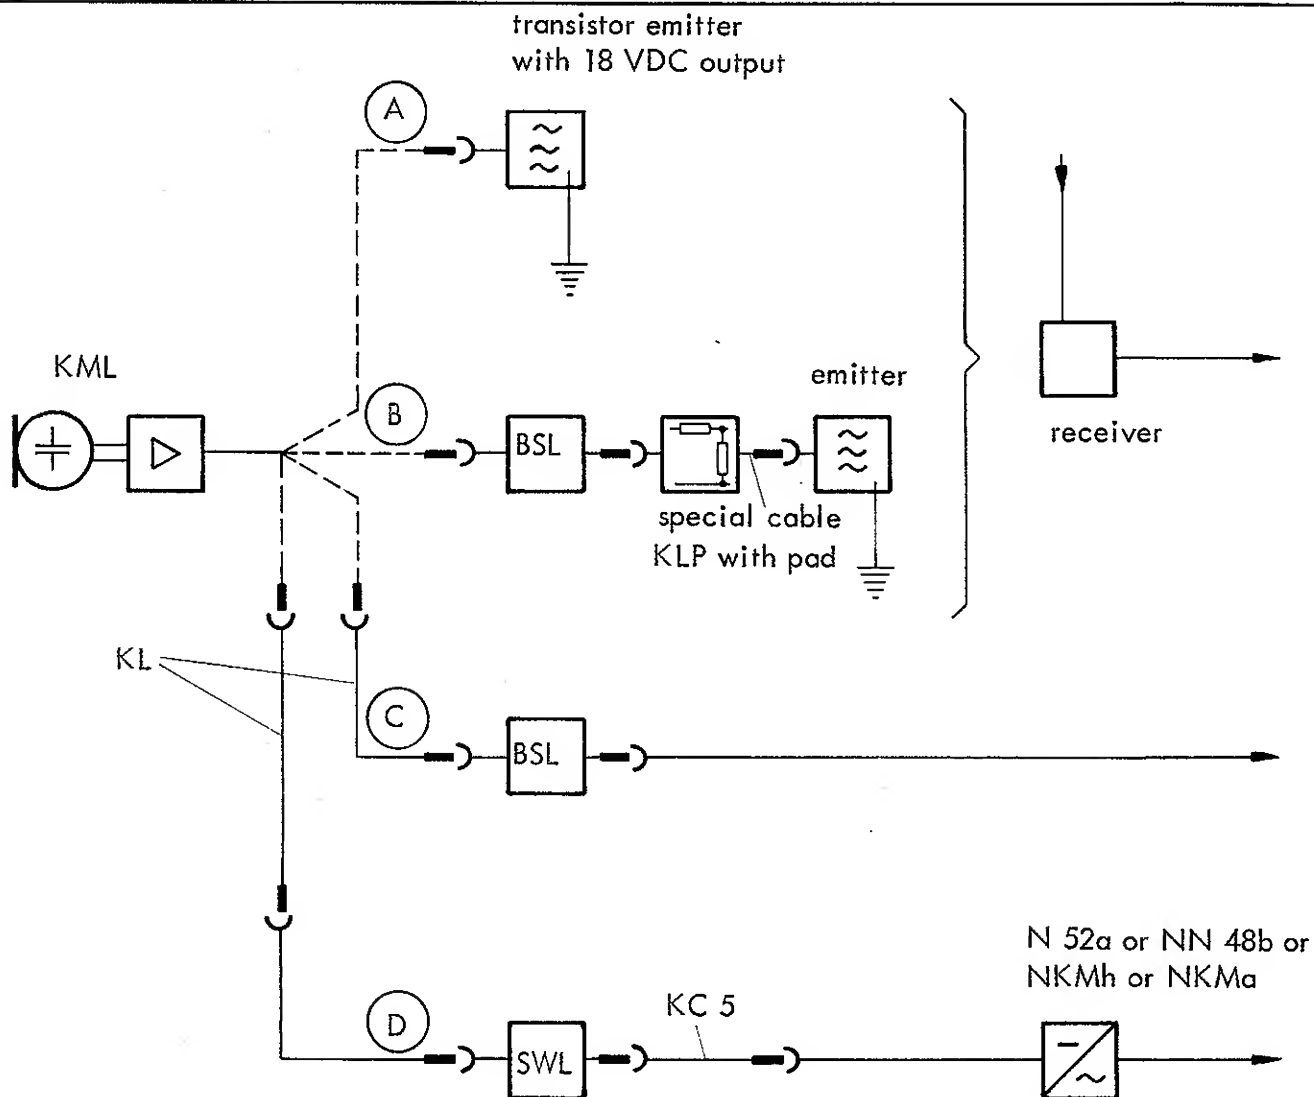 transistor emitter
with 18 VDC output
A
KML
B
BSL
emitter
receiver
special cable
KLP with pad
KL
C
BSL
N 52a or NN 48b or
NKMh or NKMa
KC 5
D
SWL